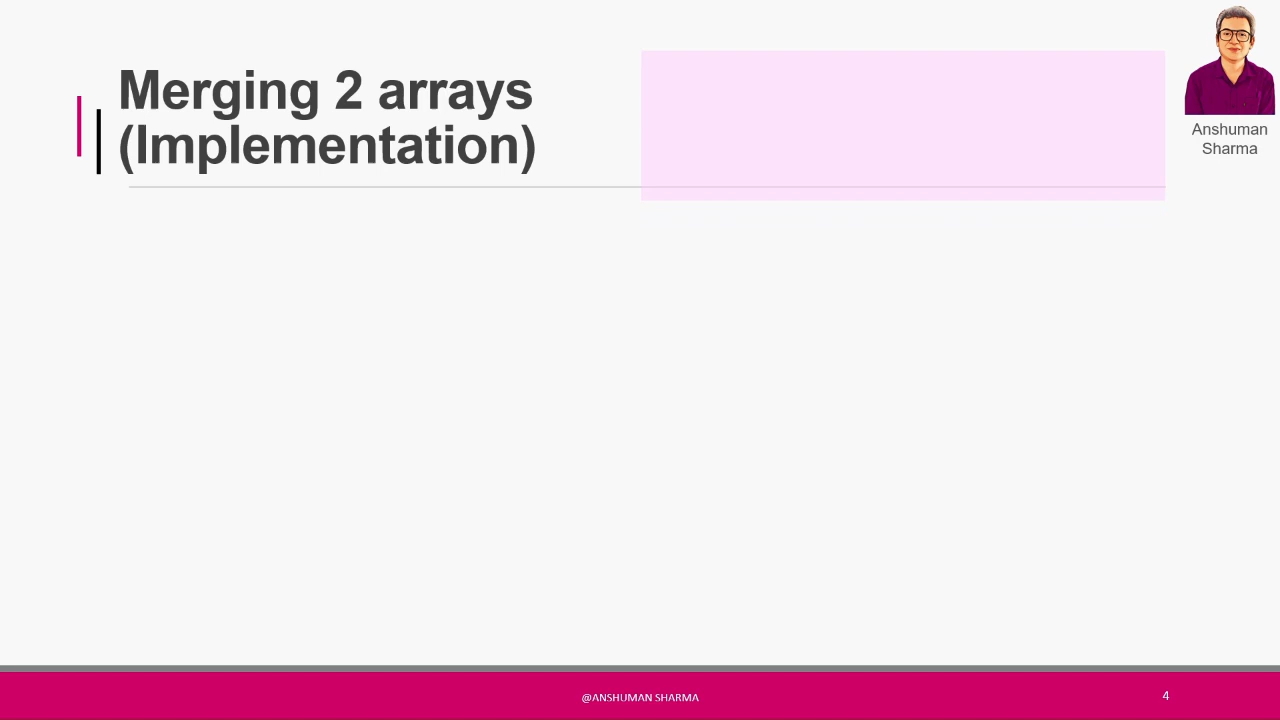 Merging 2 arrays
(Implementation)
Anshuman
Sharma
@ANSHUMAN SHARMA
4